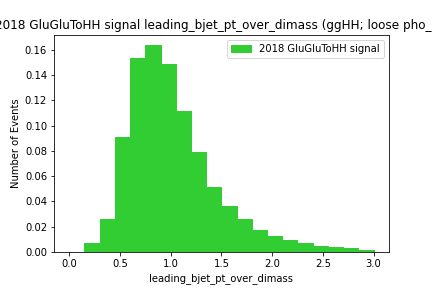 2018 GluGluToHH signal leading_bjet_pt_over_dimass (ggHH; loose pho_
2018 GluGluToHH signal
Number of Events
0.16
0.14
0.12
0.10
0.08
0.06
0.04
0.02
0.00
0.0 0.5 1.0 1.5 2.0 2.5 3.0
leading_bjet_pt_over_dimass